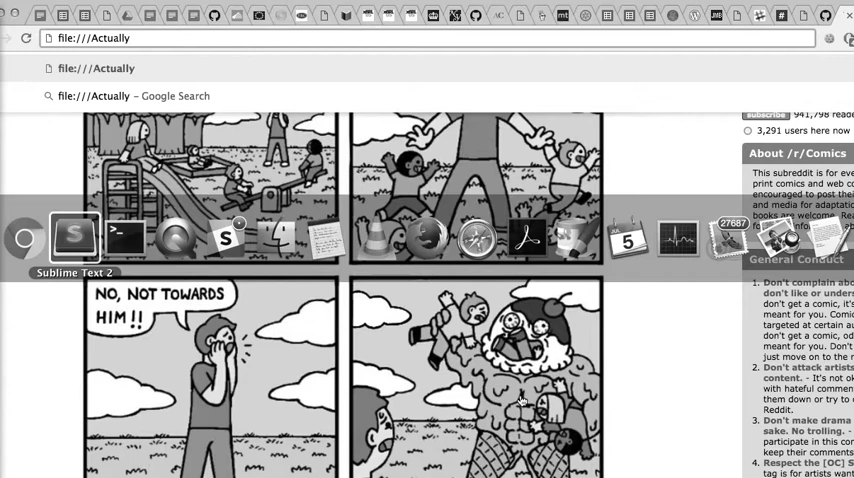 file:///Actually
file:///Actually
file:///Actually – Google Search
subscribe 941,798 reade
3,291 users here now
About /r/Comics
This subreddit is for eve
print comics and web co
encouraged to post thei
and media for adaptatio
books are welcome. Rea
27687
5
Sublime Text 2
General Conduct
NO, NOT TOWARDS
HIM!!
1. Don't complain abo
don't like or unders
don't get a comic, it's
meant for you. Comic
targeted at certain au
don't get a comic, od
meant for you. Don't
just move on to the n
2. Don't attack artists
content. - It's not ok
with hateful comment
them down or try to c
Reddit.
3. Don't make drama
sake. No trolling. -
participate in this con
keep their comments
4. Respect the [OC] S
tag is for artists want